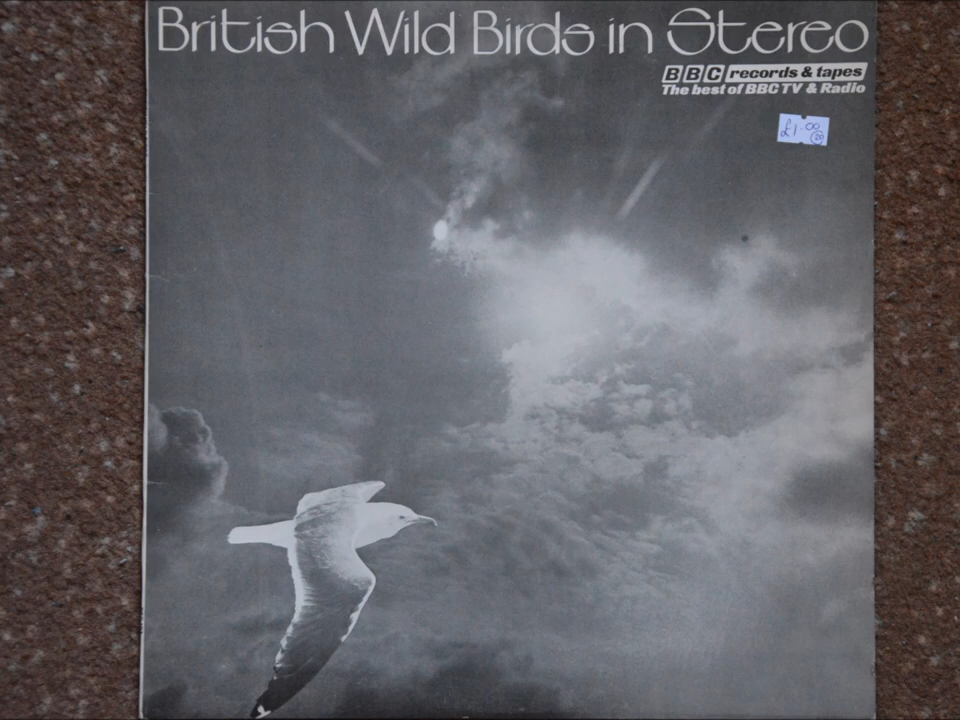 British Wild Birds in Stereo
BBC records & tapes
The best of BBC TV & Radio
£1.00